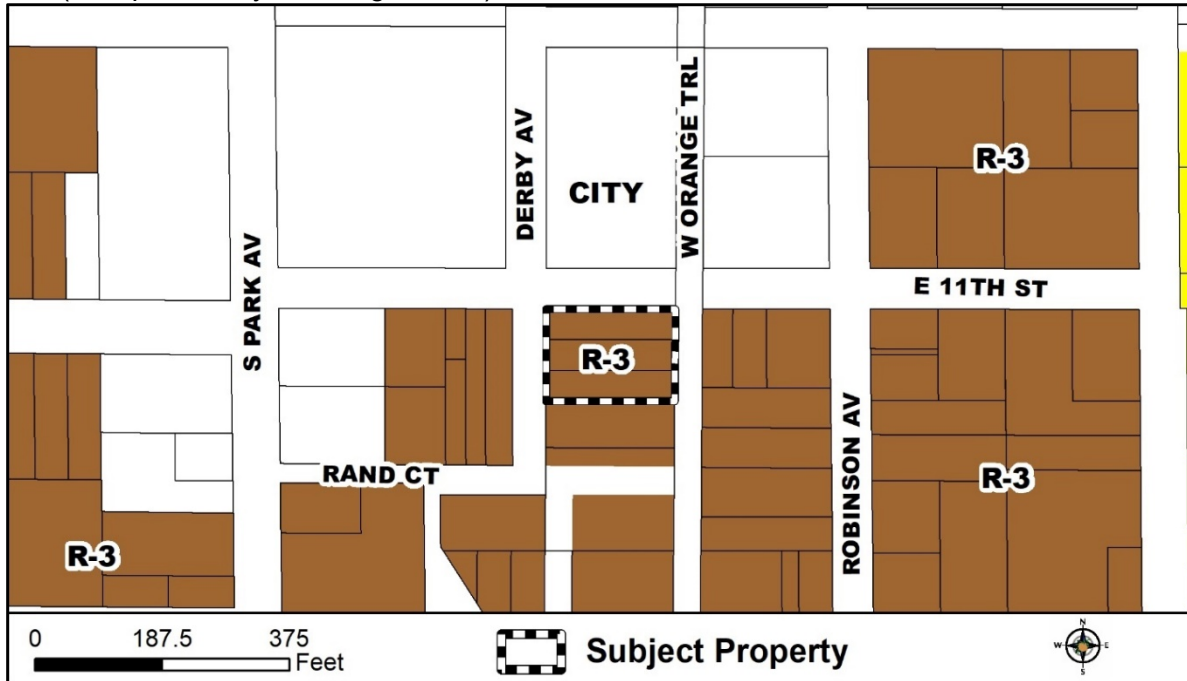 DERBY AV
W ORANGE TRL
R-3
CITY
S PARK AV
E 11TH ST
R-3
RAND CT
ROBINSON AV
R-3
R-3
0 187.5 375
Feet
Subject Property
N
W E
S